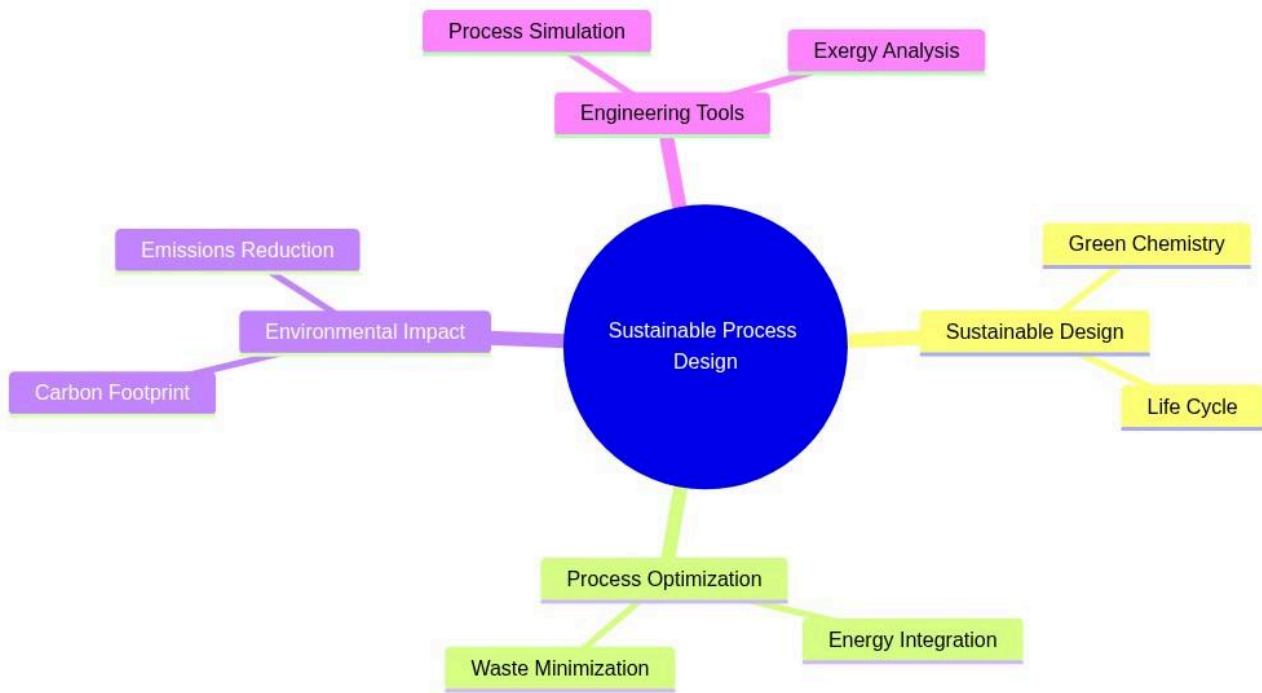 Process Simulation
Exergy Analysis
Engineering Tools
Emissions Reduction
Green Chemistry
Environmental Impact
Sustainable Process
Design
Sustainable Design
Carbon Footprint
Life Cycle
Process Optimization
Energy Integration
Waste Minimization